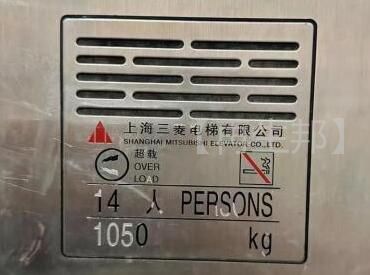 上海三菱电梯有限公司
SHANGHAI MITSUBISHI ELEVATOR CO.,LTD.
超载
OVER
LOAD
14 人 PERSONS
1050 kg